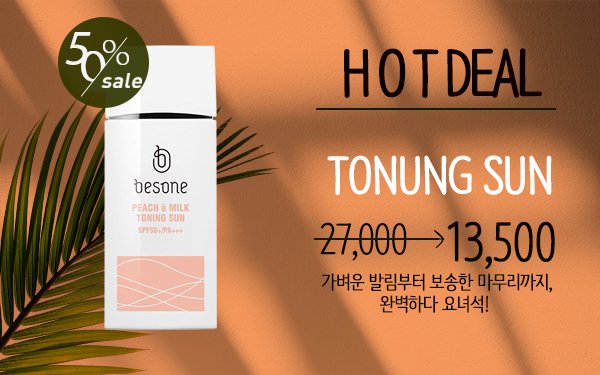 50%
sale
HOT DEAL
besone
PEACH & MILK
TONING SUN
SPF50+/PA+++
TONUNG SUN
27,000 → 13,500
가벼운 발림부터 보송한 마무리까지,
완벽하다 요녀석!